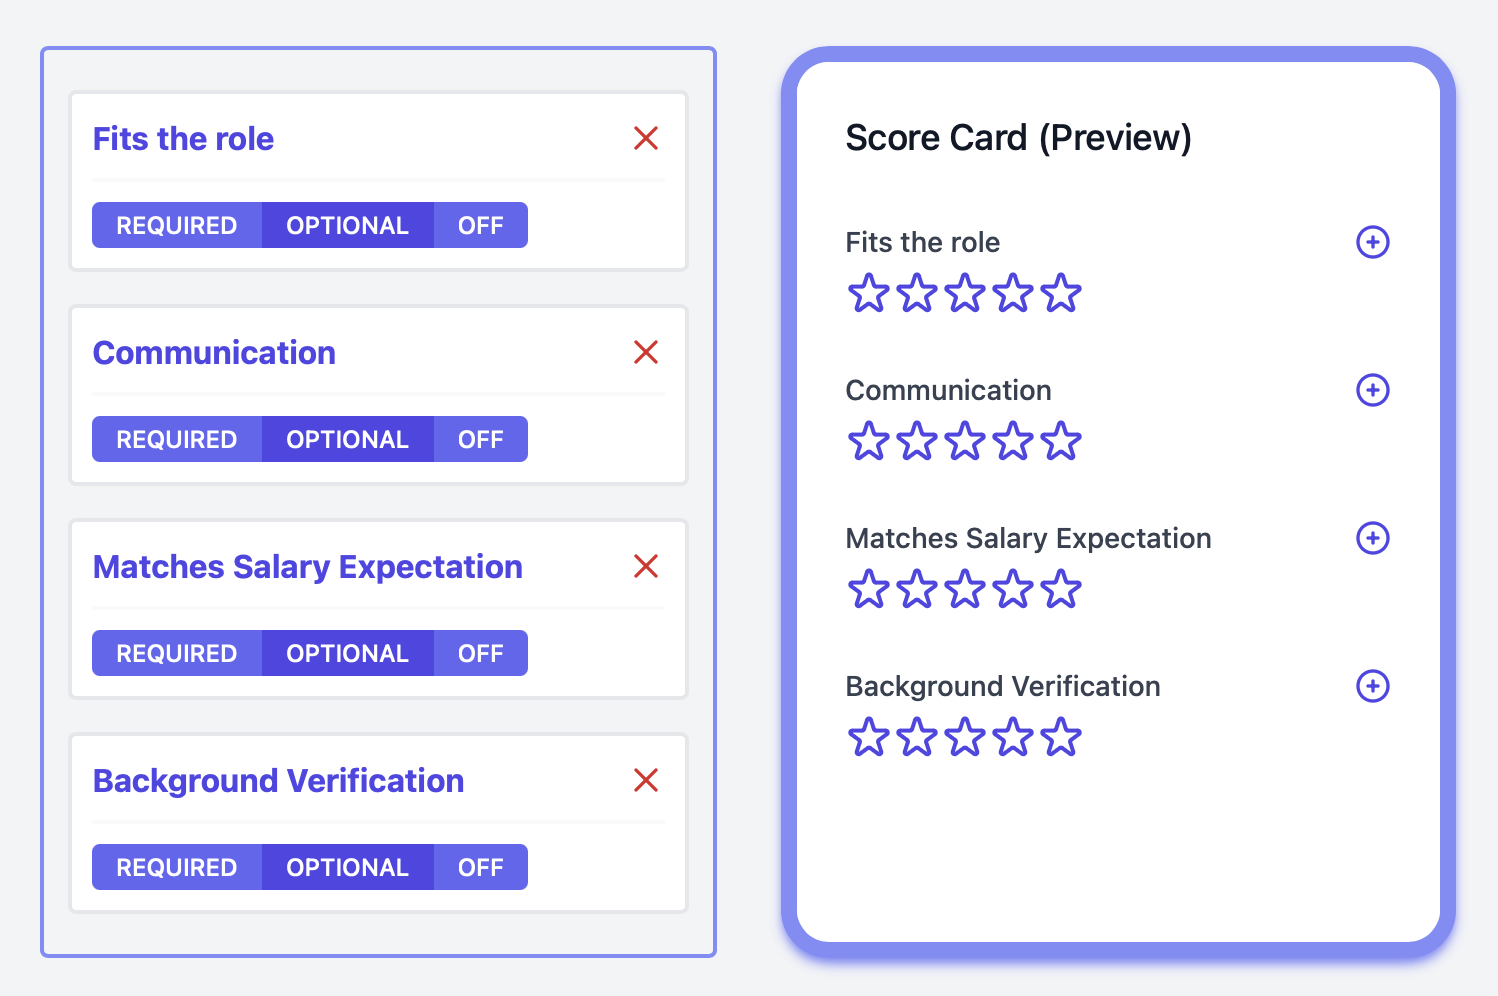 Fits the role
REQUIRED OPTIONAL OFF
Communication
REQUIRED OPTIONAL OFF
Matches Salary Expectation
REQUIRED OPTIONAL OFF
Background Verification
REQUIRED OPTIONAL OFF
Score Card (Preview)
Fits the role
Communication
Matches Salary Expectation
Background Verification